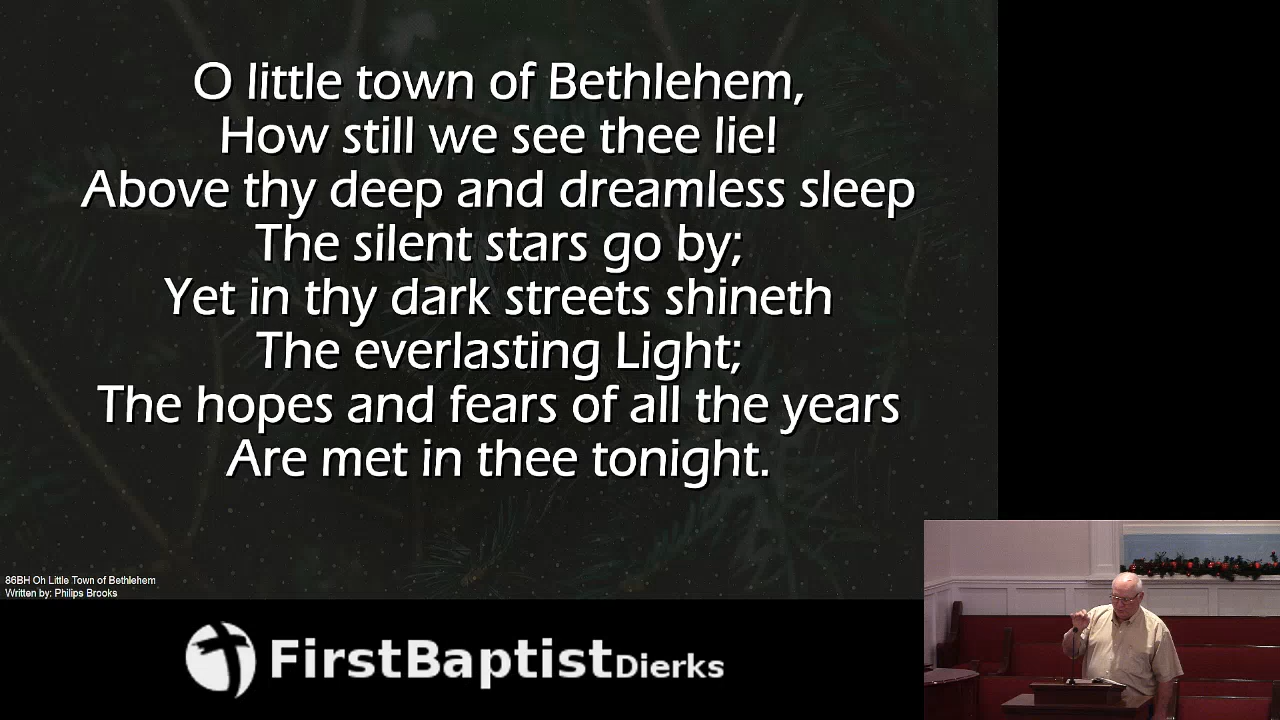 O little town of Bethlehem,
How still we see thee lie!
Above thy deep and dreamless sleep
The silent stars go by;
Yet in thy dark streets shineth
The everlasting Light;
The hopes and fears of all the years
Are met in thee tonight.
86BH Oh Little Town of Bethlehem
Written by: Philips Brooks
FirstBaptistDierks